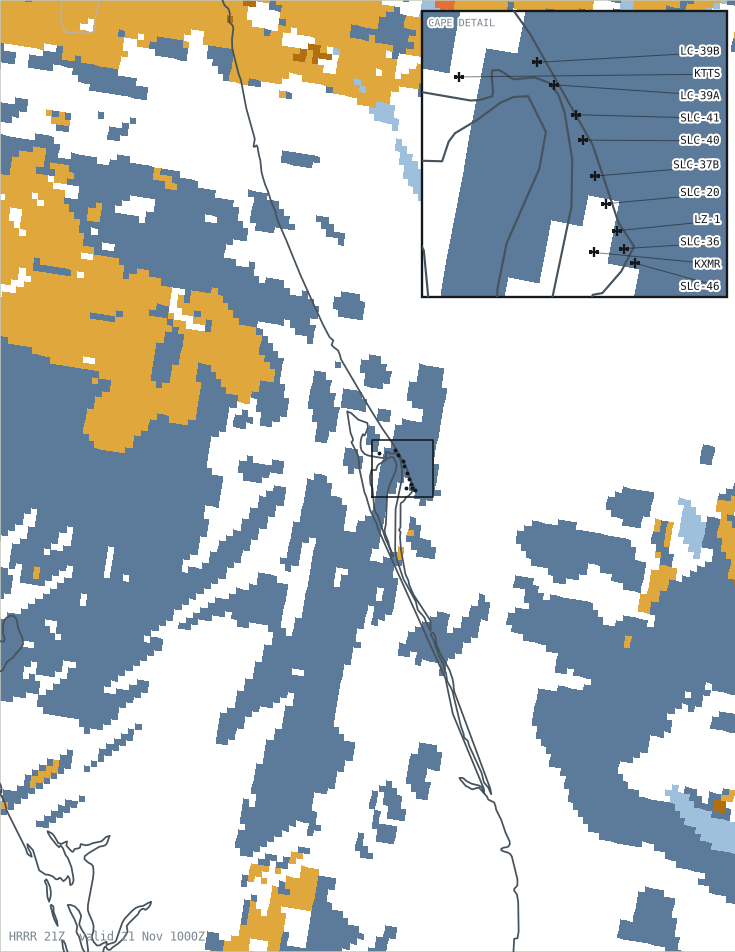 CAPE DETAIL
LC-39B
KTTS
LC-39A
SLC-41
SLC-40
SLC-37B
SLC-20
LZ-1
SLC-36
KXMR
SLC-46
HRRR 21Z valid 21 Nov 1000Z